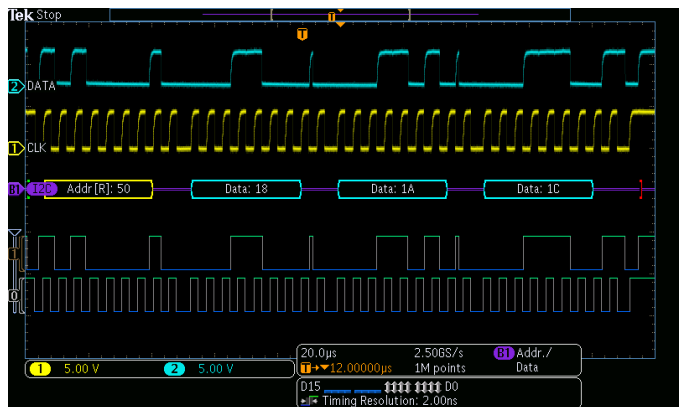 Tek Stop
T
T
2 DATA
1 CLK
B1 I2C Addr[R]: 50 Data: 18 Data: 1A Data: 1C
1
0
1 5.00 V 2 5.00 V
20.0µs 2.50GS/s B1 Addr./
T→▼12.00000µs 1M points Data
D15 D0
Timing Resolution: 2.00ns